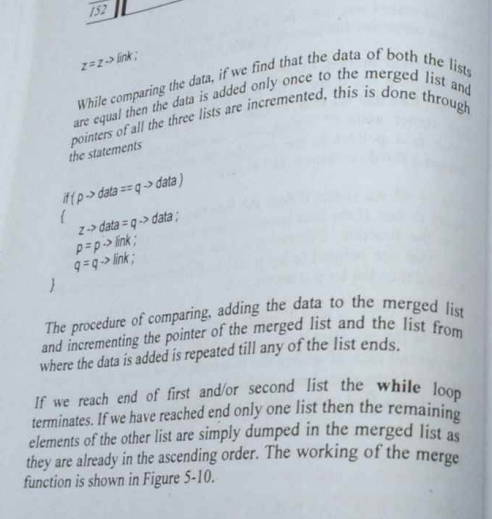 152
z = z -> link ;
While comparing the data, if we find that the data of both the lists
are equal then the data is added only once to the merged list and
pointers of all the three lists are incremented, this is done through
the statements
if ( p -> data == q -> data )
{
z -> data = q -> data ;
p = p -> link ;
q = q -> link ;
}
The procedure of comparing, adding the data to the merged list
and incrementing the pointer of the merged list and the list from
where the data is added is repeated till any of the list ends.
If we reach end of first and/or second list the while loop
terminates. If we have reached end only one list then the remaining
elements of the other list are simply dumped in the merged list as
they are already in the ascending order. The working of the merge
function is shown in Figure 5-10.